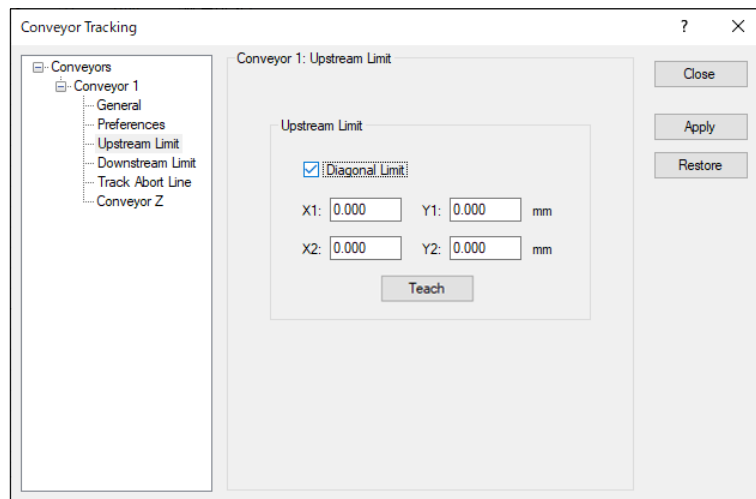 Conveyor Tracking
?
Conveyors
Conveyor 1
General
Preferences
Upstream Limit
Downstream Limit
Track Abort Line
Conveyor Z
Conveyor 1: Upstream Limit
Upstream Limit
Diagonal Limit
X1: 0.000 Y1: 0.000 mm
X2: 0.000 Y2: 0.000 mm
Teach
Close
Apply
Restore